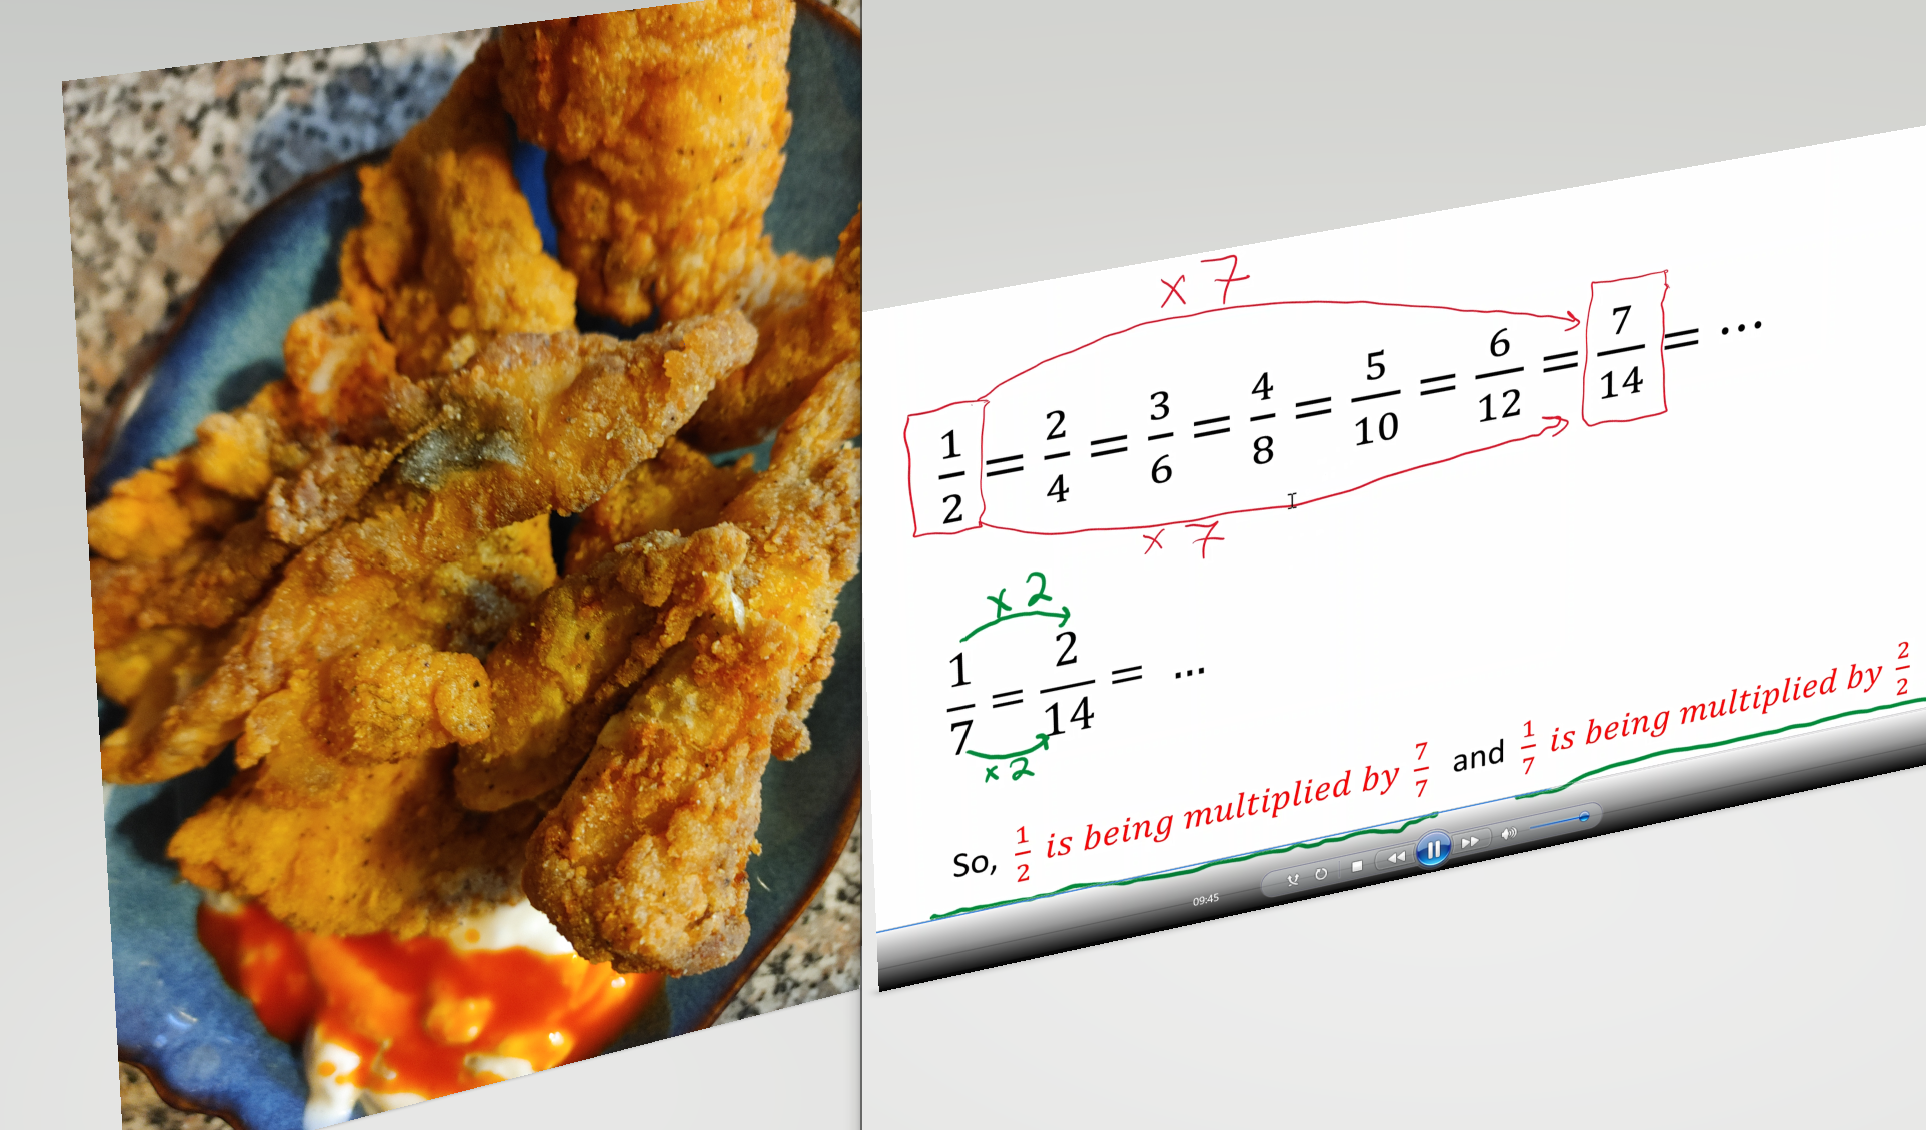 x 7
1/2 = 2/4 = 3/6 = 4/8 = 5/10 = 6/12 = 7/14 = ...
x 7
x 2
1/7 = 2/14 = ...
x 2
So, 1/2 is being multiplied by 7/7 and 1/7 is being multiplied by 2/2
09:45